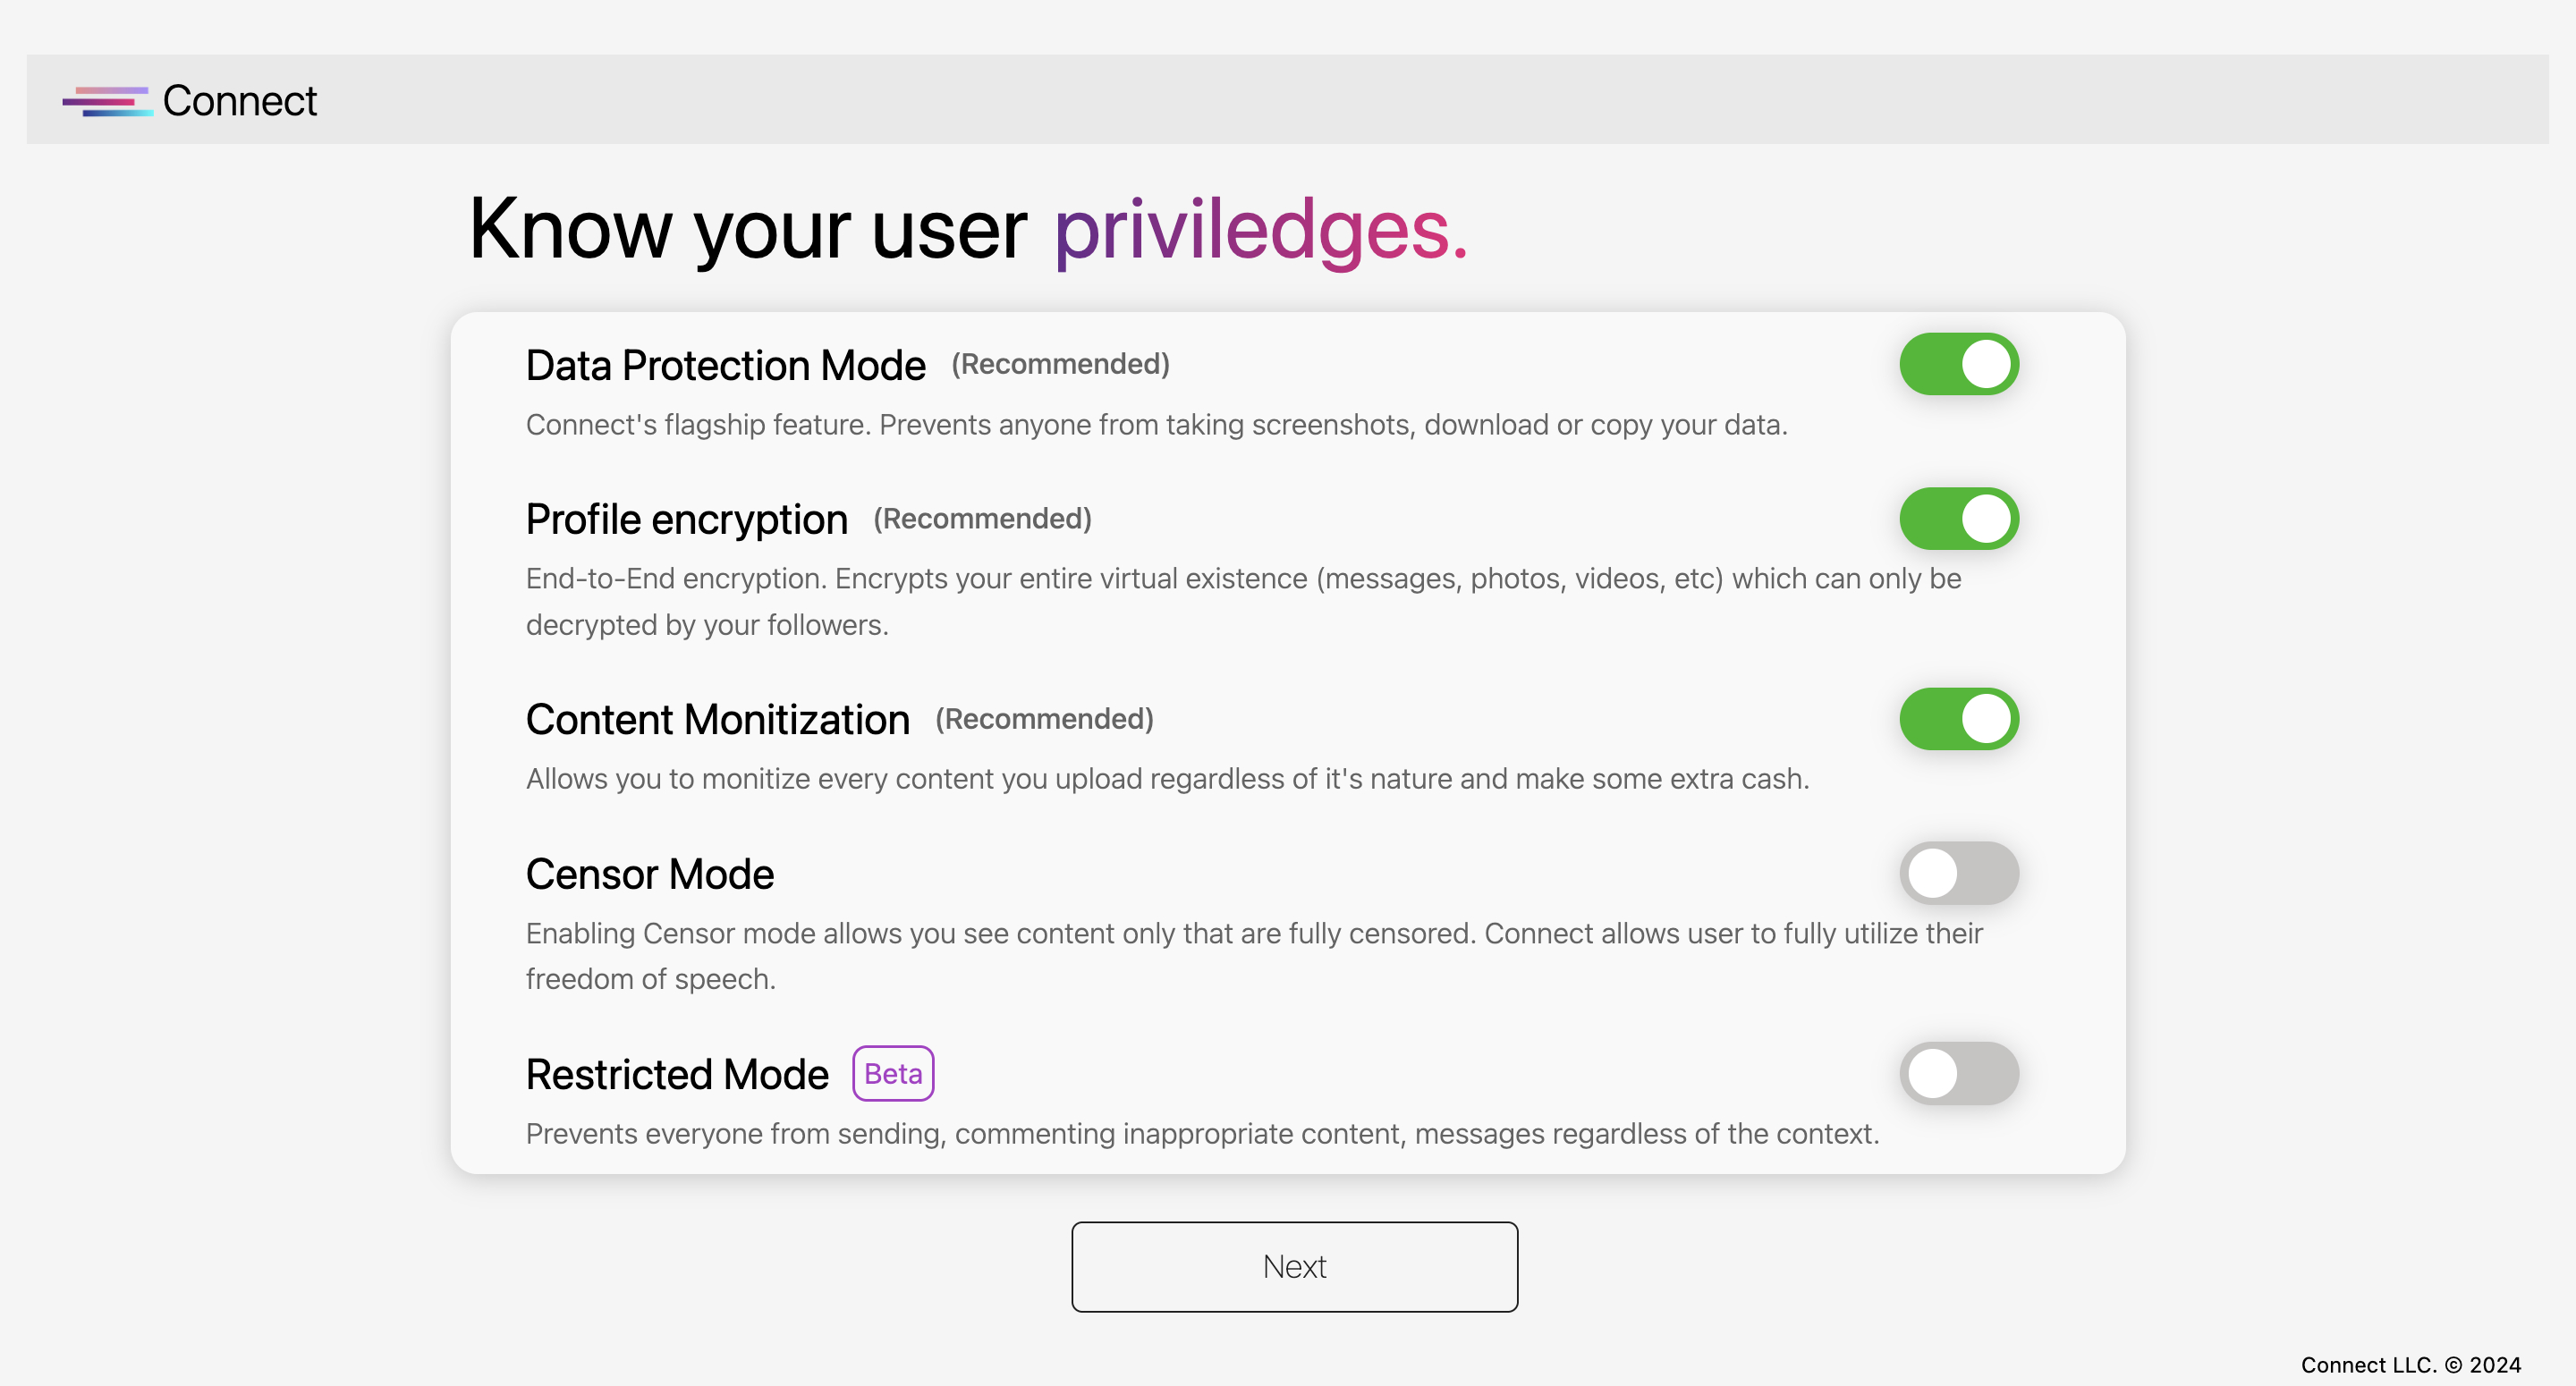 Connect
Know your user priviledges.
Data Protection Mode (Recommended)
Connect's flagship feature. Prevents anyone from taking screenshots, download or copy your data.
Profile encryption (Recommended)
End-to-End encryption. Encrypts your entire virtual existence (messages, photos, videos, etc) which can only be
decrypted by your followers.
Content Monitization (Recommended)
Allows you to monitize every content you upload regardless of it's nature and make some extra cash.
Censor Mode
Enabling Censor mode allows you see content only that are fully censored. Connect allows user to fully utilize their
freedom of speech.
Restricted Mode Beta
Prevents everyone from sending, commenting inappropriate content, messages regardless of the context.
Next
Connect LLC. © 2024